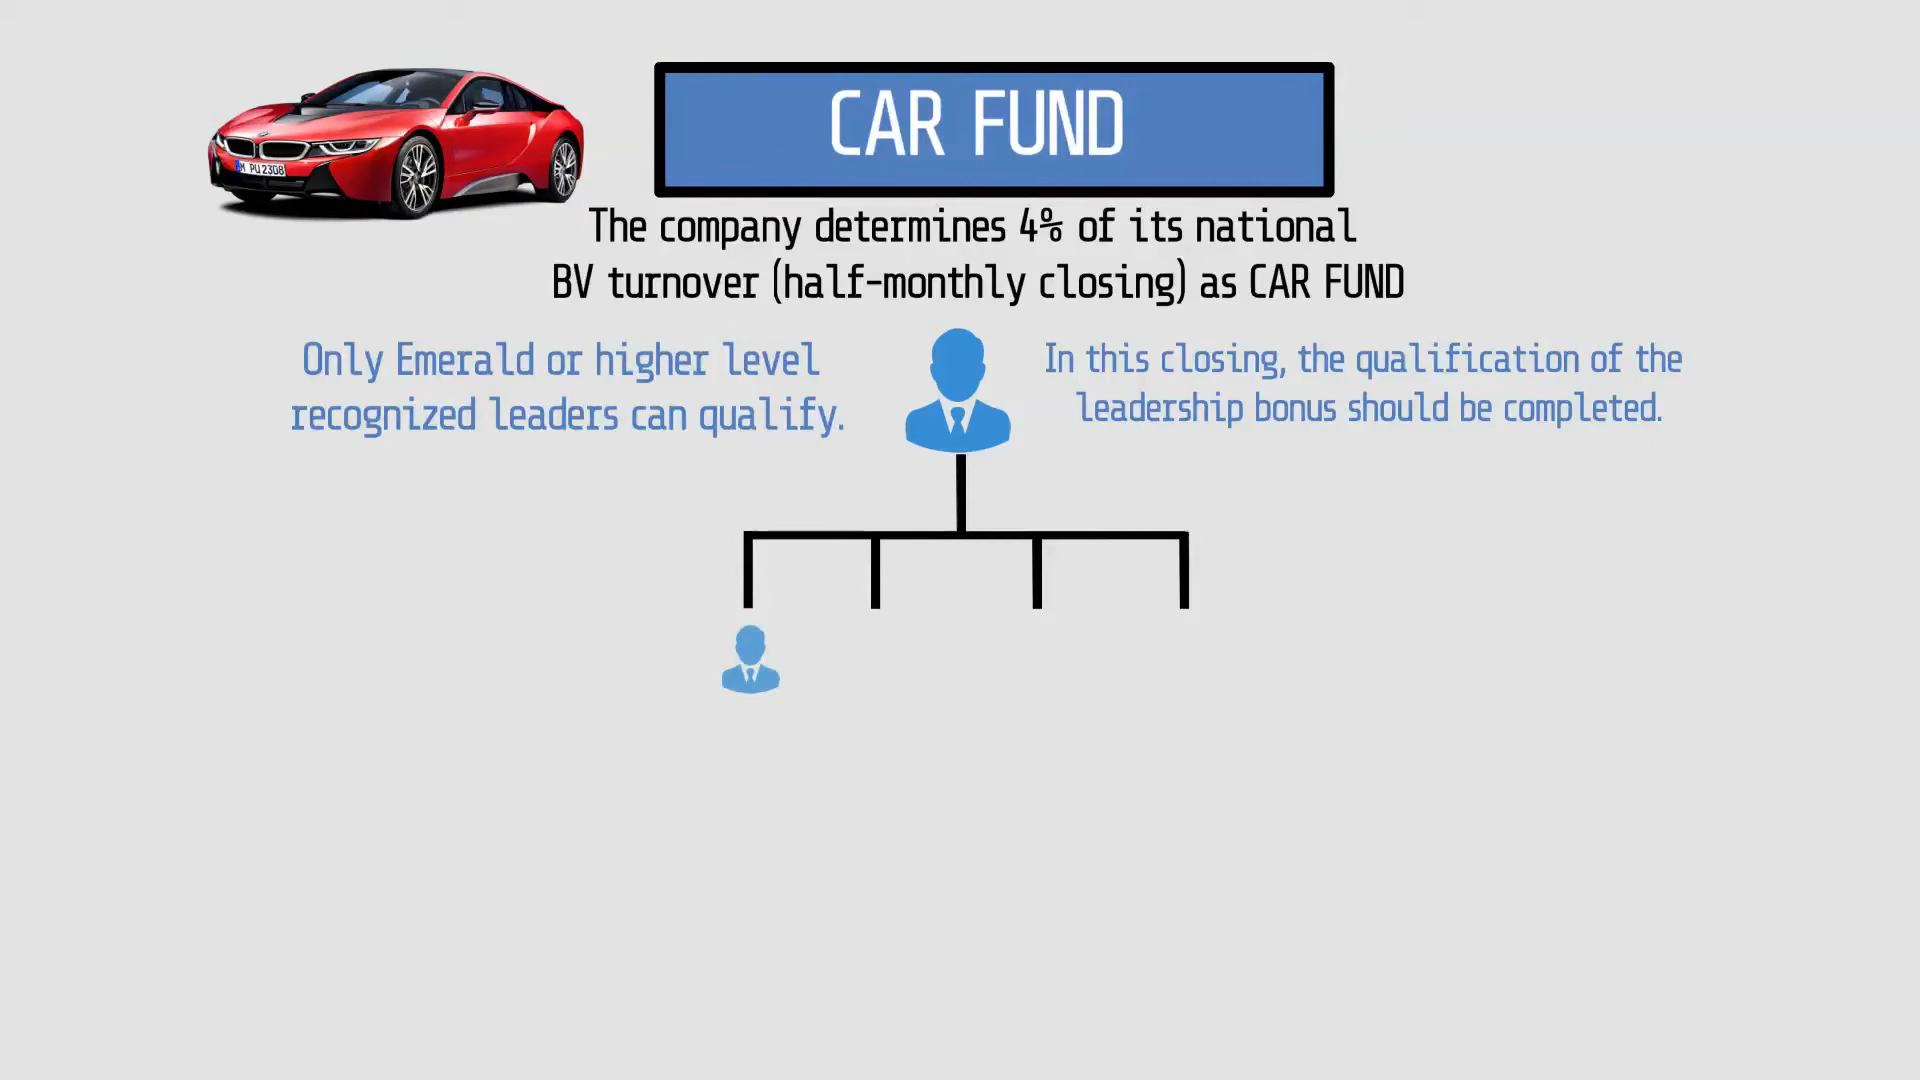 CAR FUND
M PU 2308
The company determines 4% of its national
BV turnover (half-monthly closing) as CAR FUND
Only Emerald or higher level
recognized leaders can qualify.
In this closing, the qualification of the
leadership bonus should be completed.